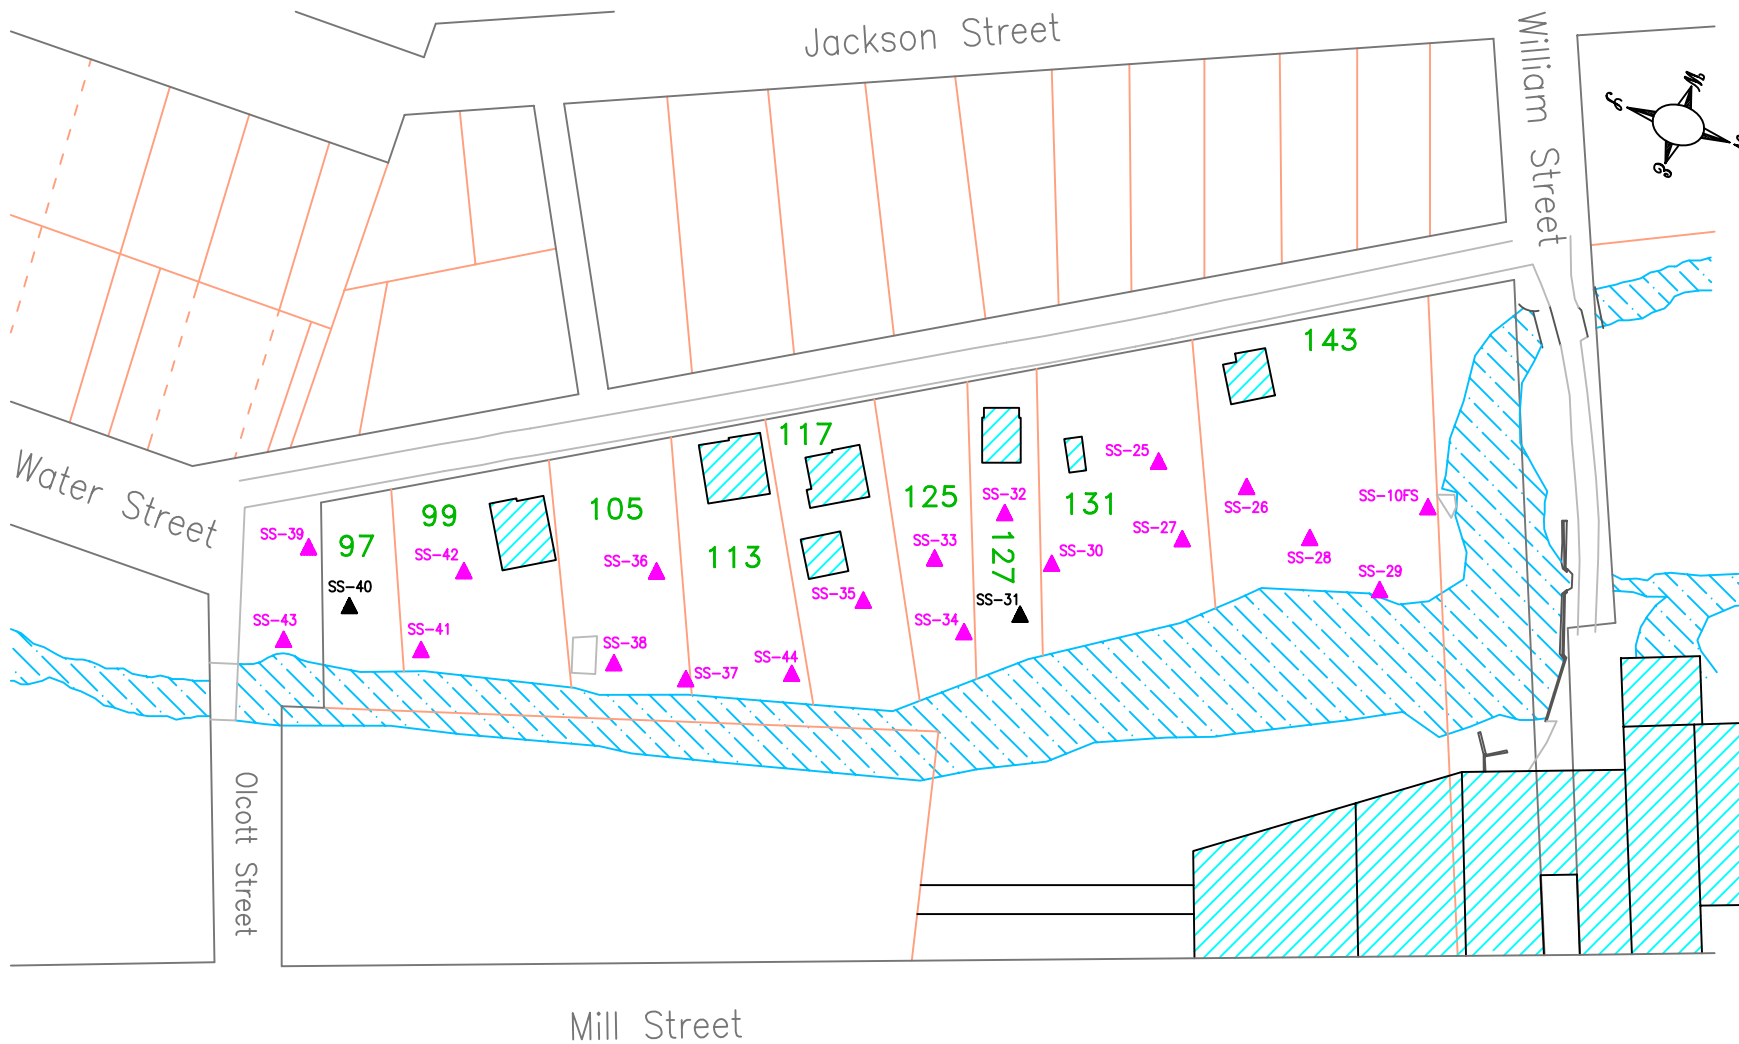 Jackson Street
William Street
W
S
E
143
117
SS-25
Water Street
99
105
125
SS-32
131
SS-26
SS-10FS
SS-39
97
SS-42
SS-36
113
SS-33
127
SS-30
SS-27
SS-28
SS-40
SS-35
SS-31
SS-29
SS-43
SS-41
SS-38
SS-34
SS-37
SS-44
Olcott Street
Mill Street